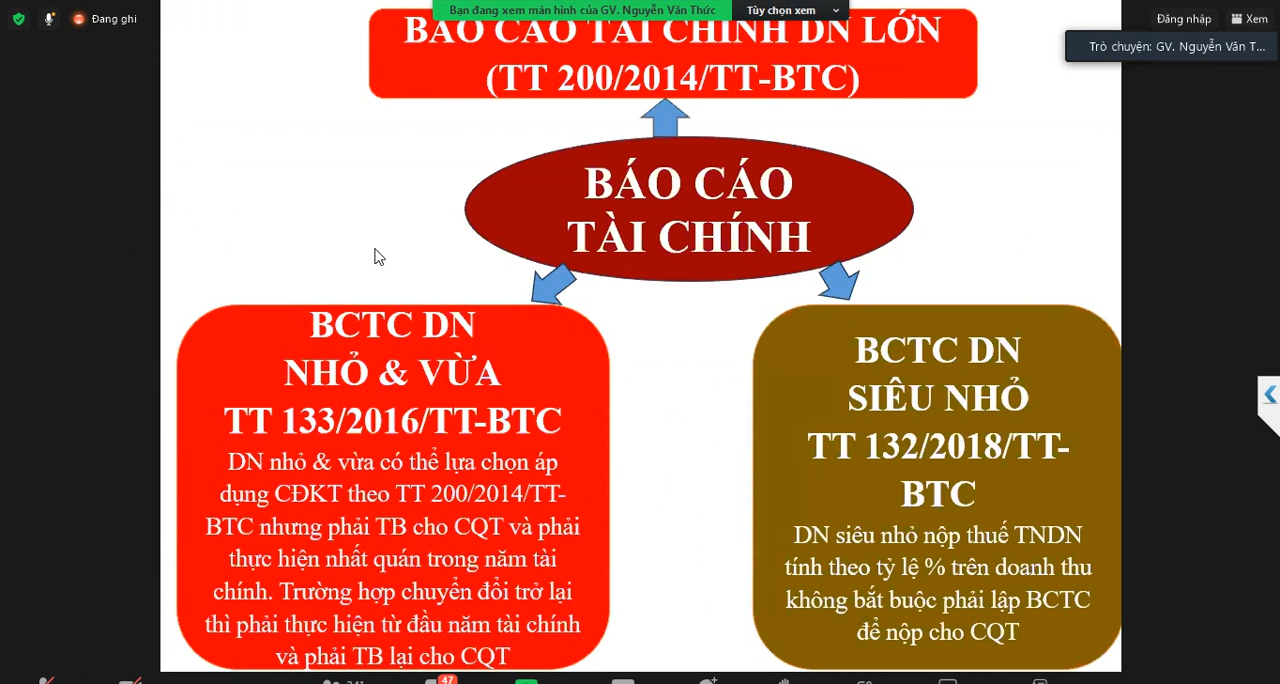 Bạn đang xem màn hình của GV. Nguyễn Văn Thức
Tùy chọn xem
Đang ghi
Đăng nhập
Xem
Trò chuyện: GV. Nguyễn Văn T...
BÁO CÁO TÀI CHÍNH DN LỚN
(TT 200/2014/TT-BTC)
BÁO CÁO
TÀI CHÍNH
BCTC DN
NHỎ & VỪA
TT 133/2016/TT-BTC
DN nhỏ & vừa có thể lựa chọn áp
dụng CĐKT theo TT 200/2014/TT-
BTC nhưng phải TB cho CQT và phải
thực hiện nhất quán trong năm tài
chính. Trường hợp chuyển đổi trở lại
thì phải thực hiện từ đầu năm tài chính
và phải TB lại cho CQT
BCTC DN
SIÊU NHỎ
TT 132/2018/TT-
BTC
DN siêu nhỏ nộp thuế TNDN
tính theo tỷ lệ % trên doanh thu
không bắt buộc phải lập BCTC
để nộp cho CQT
47